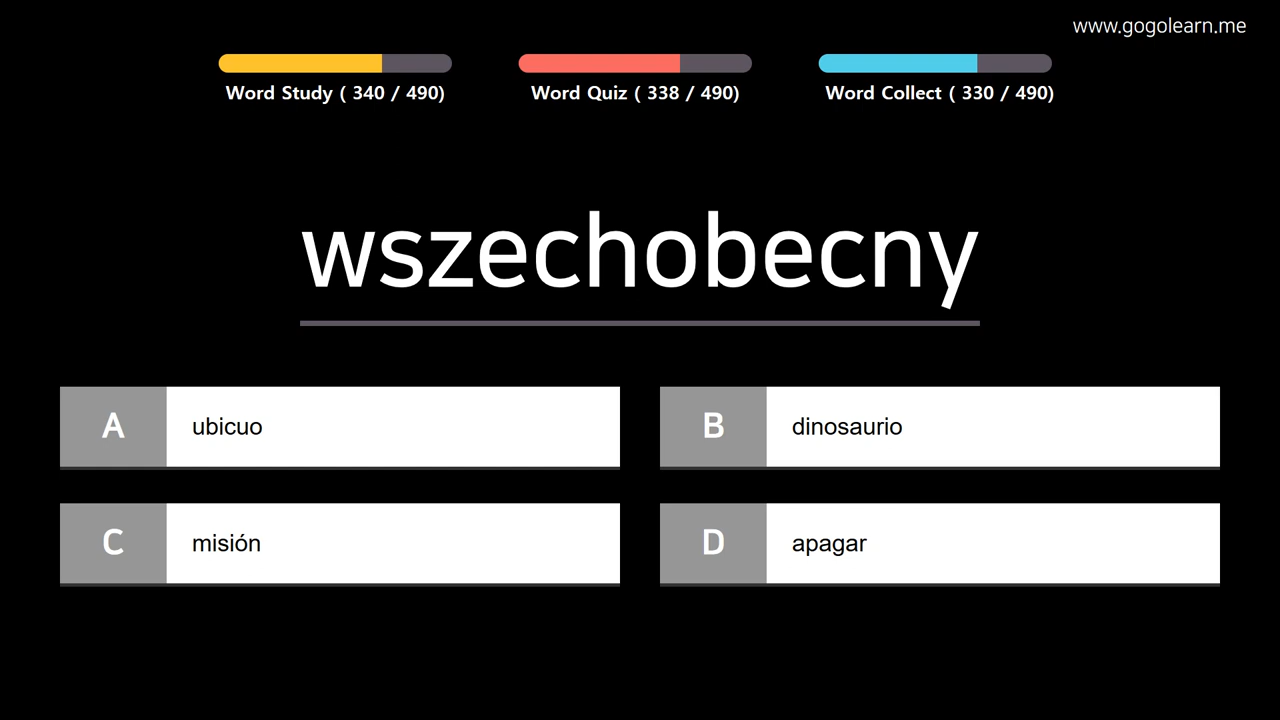 www.gogolearn.me
Word Study ( 340 / 490)
Word Quiz ( 338 / 490)
Word Collect ( 330 / 490)
wszechobecny
A ubicuo
B dinosaurio
C misión
D apagar